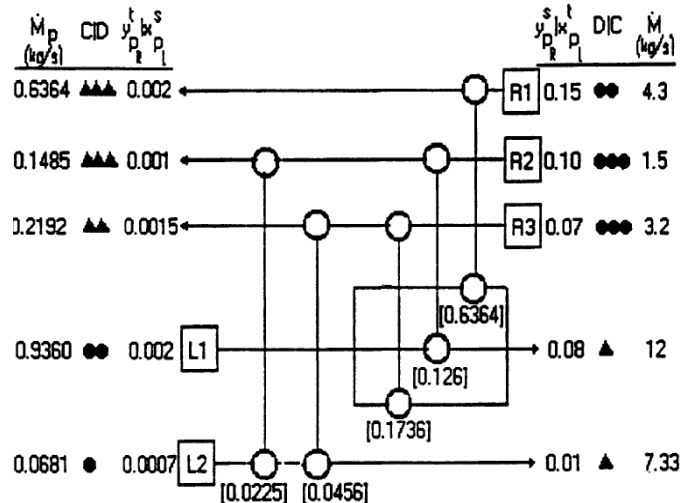 Ṁp (kg/s) C|D y^t_pR|x^s_pl y^s_pR|x^t_pl D|C Ṁ (kg/s)
0.6364 ▲▲▲ 0.002 R1 0.15 ●● 4.3
0.1485 ▲▲▲ 0.001 R2 0.10 ●●● 1.5
0.2192 ▲▲ 0.0015 R3 0.07 ●●● 3.2
[0.6364]
0.9360 ●● 0.002 L1 0.08 ▲ 12
[0.126]
[0.1736]
0.0681 ● 0.0007 L2 0.01 ▲ 7.33
[0.0225] [0.0456]